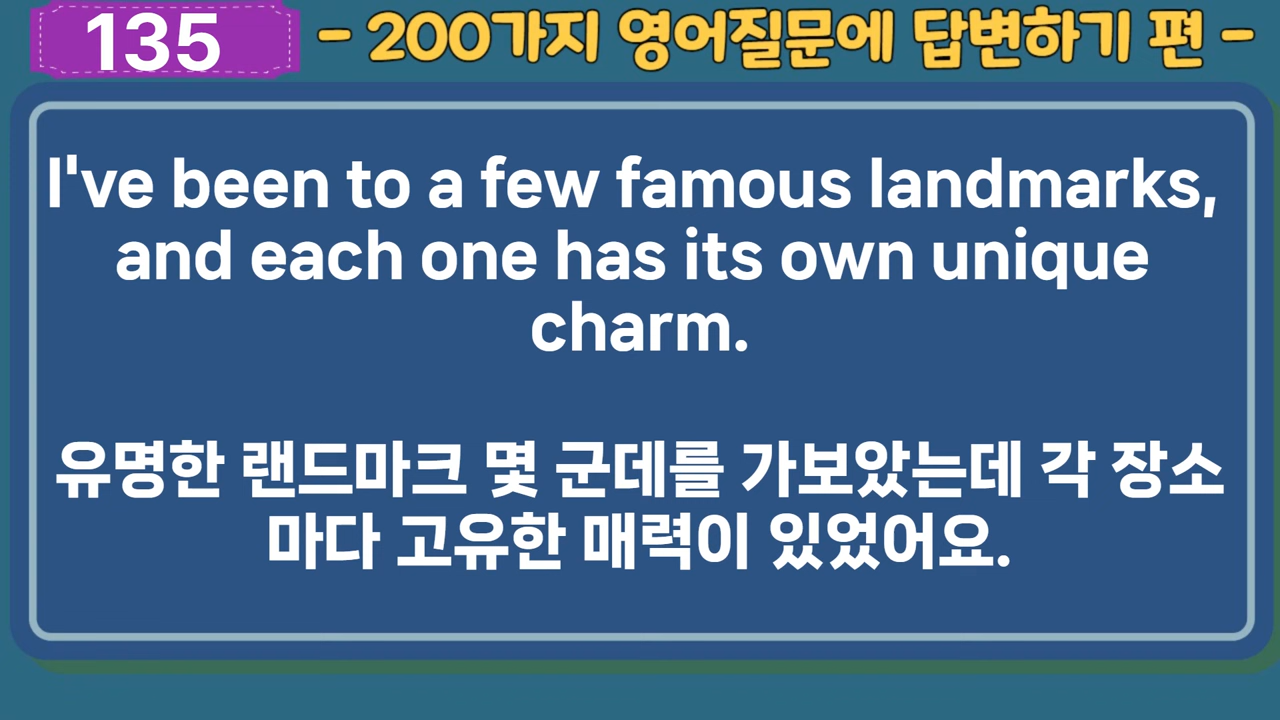 135
- 200가지 영어질문에 답변하기 편 -
I've been to a few famous landmarks,
and each one has its own unique
charm.
유명한 랜드마크 몇 군데를 가보았는데 각 장소
마다 고유한 매력이 있었어요.